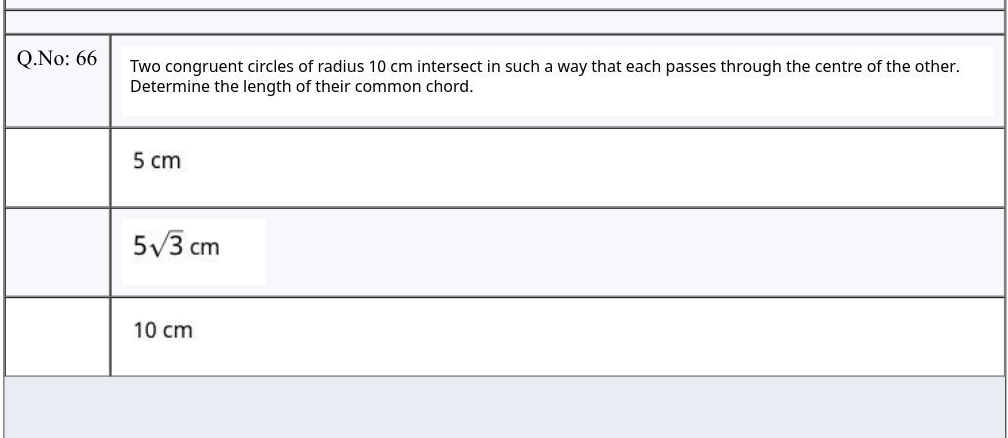 Q.No: 66
Two congruent circles of radius 10 cm intersect in such a way that each passes through the centre of the other.
Determine the length of their common chord.
5 cm
5√3 cm
10 cm